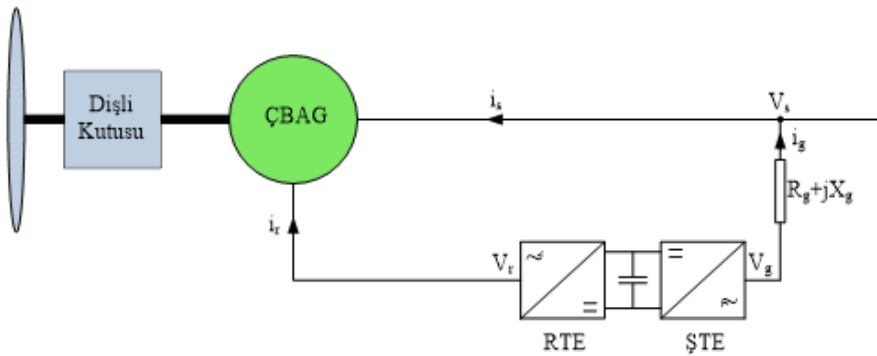 Dişli
Kutusu
ÇBAG
i_s
V_s
i_g
R_g+jX_g
i_r
V_r
V_g
RTE
ŞTE